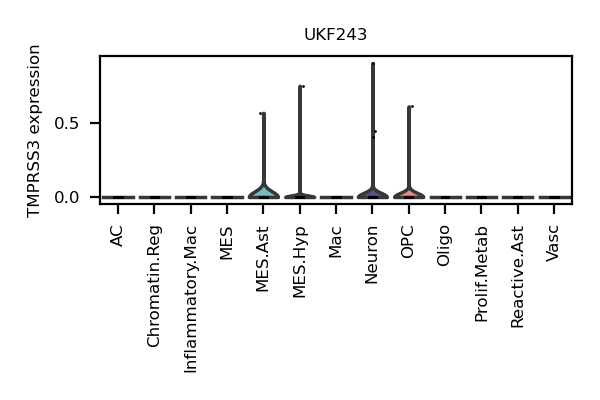 UKF243
TMPRSS3 expression
0.5
0.0
AC
Chromatin.Reg
Inflammatory.Mac
MES
MES.Ast
MES.Hyp
Mac
Neuron
OPC
Oligo
Prolif.Metab
Reactive.Ast
Vasc